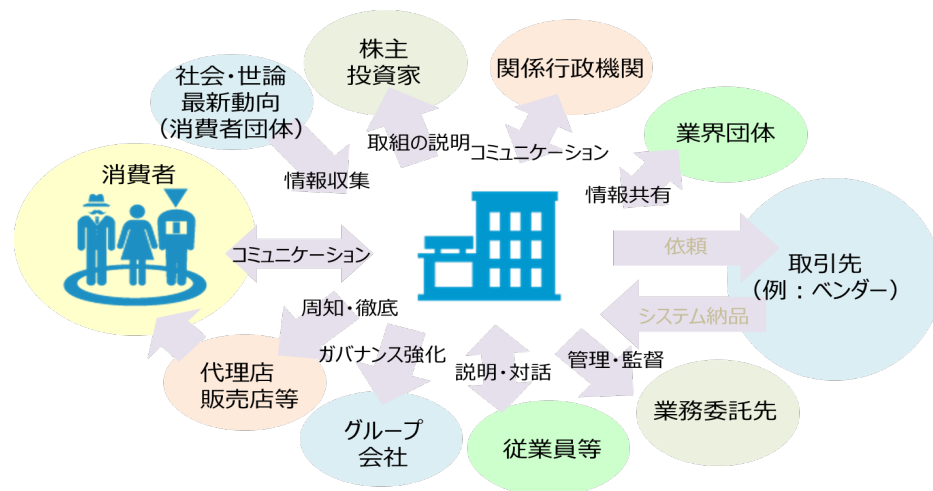 株主
投資家
関係行政機関
社会・世論
最新動向
（消費者団体）
業界団体
取組の説明
コミュニケーション
消費者
情報収集
情報共有
コミュニケーション
依頼
取引先
（例：ベンダー）
周知・徹底
システム納品
ガバナンス強化
説明・対話
管理・監督
代理店
販売店等
グループ
会社
従業員等
業務委託先